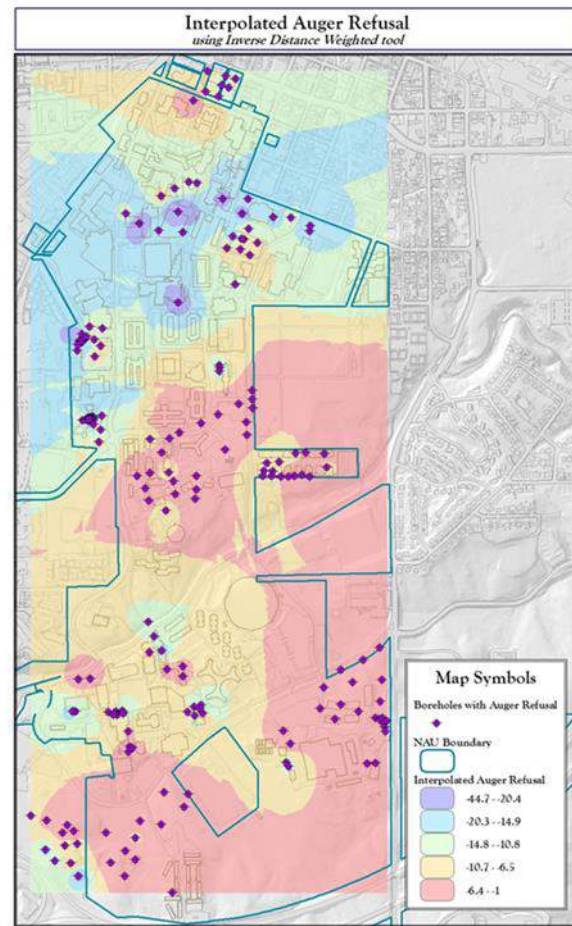 Interpolated Auger Refusal
using Inverse Distance Weighted tool
Map Symbols
Boreholes with Auger Refusal
NAU Boundary
Interpolated Auger Refusal
-44.7 - -20.4
-20.3 - -14.9
-14.8 - -10.8
-10.7 - -6.5
-6.4 - -1